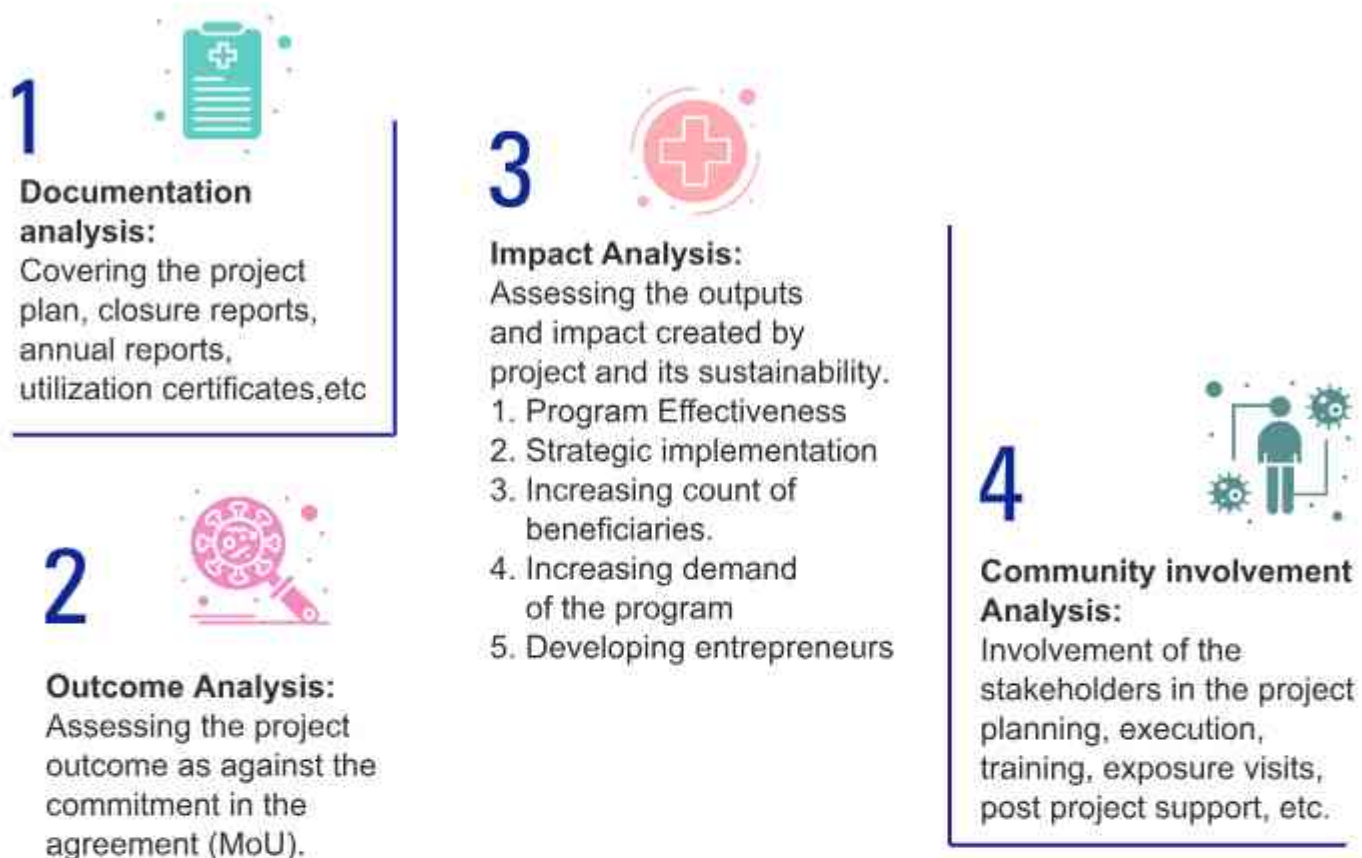 1
Documentation
analysis:
Covering the project
plan, closure reports,
annual reports,
utilization certificates,etc
2
Outcome Analysis:
Assessing the project
outcome as against the
commitment in the
agreement (MoU).
3
Impact Analysis:
Assessing the outputs
and impact created by
project and its sustainability.
1. Program Effectiveness
2. Strategic implementation
3. Increasing count of
beneficiaries.
4. Increasing demand
of the program
5. Developing entrepreneurs
4
Community involvement
Analysis:
Involvement of the
stakeholders in the project
planning, execution,
training, exposure visits,
post project support, etc.